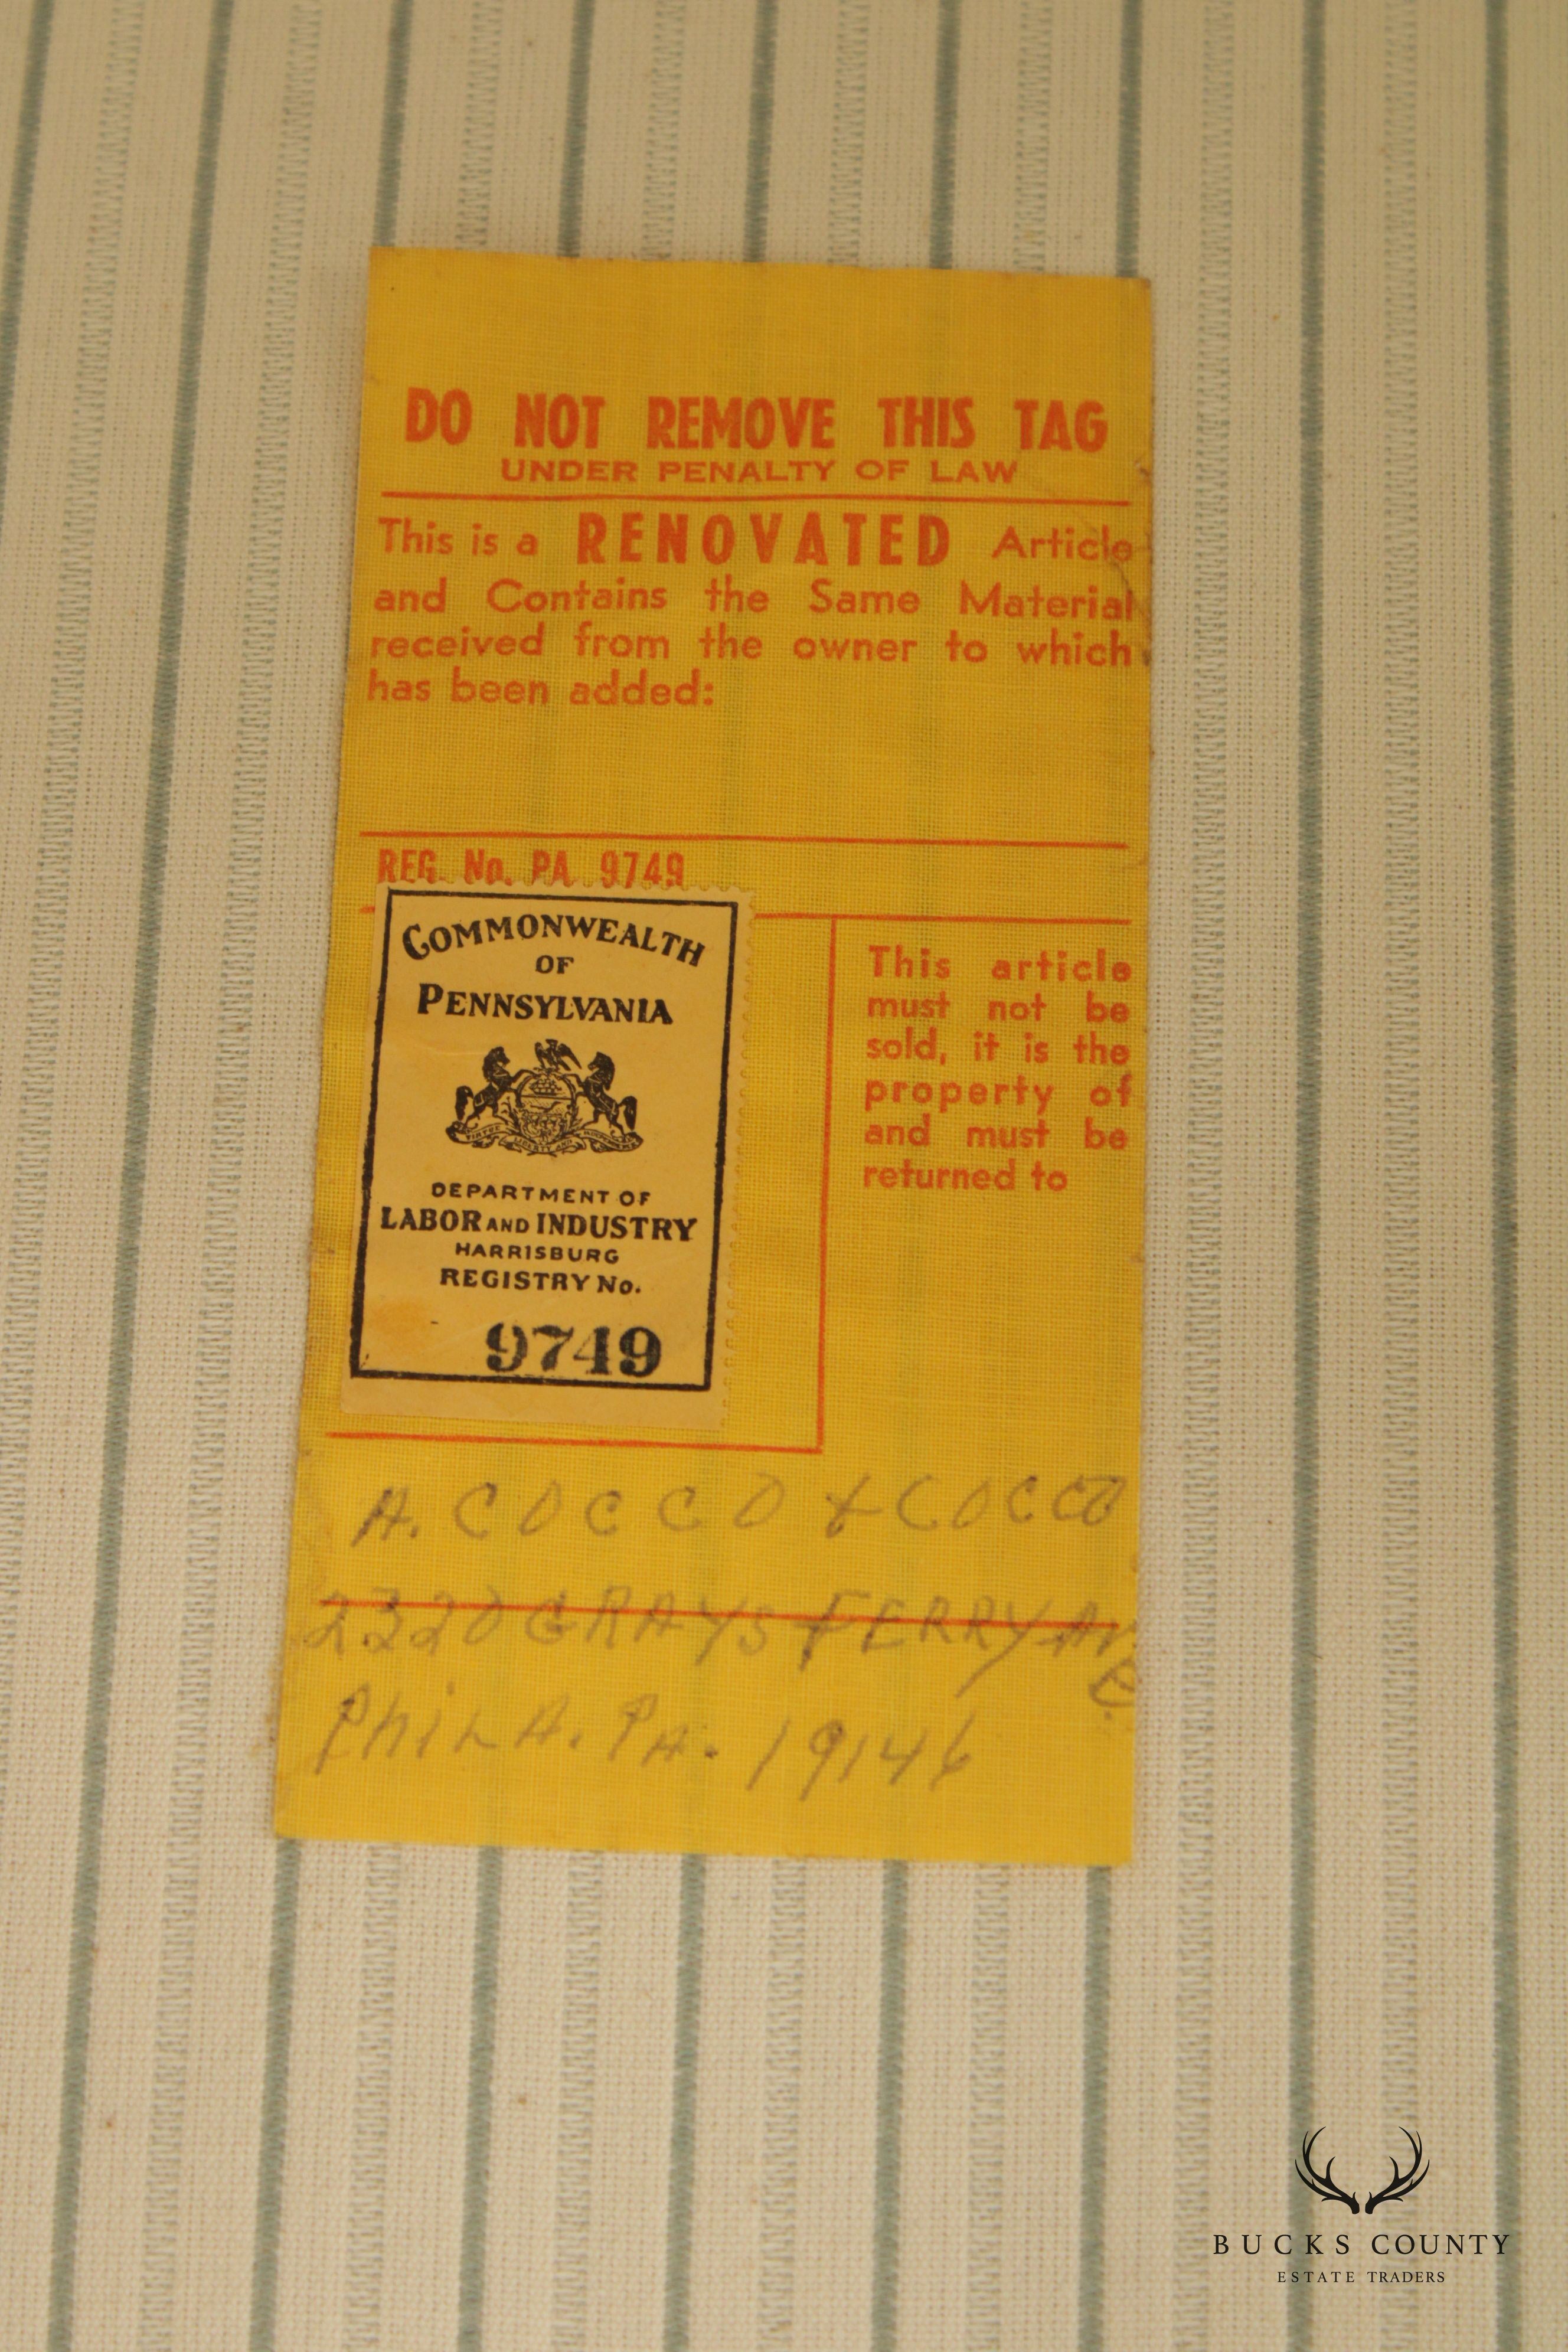 DO NOT REMOVE THIS TAG
UNDER PENALTY OF LAW
This is a RENOVATED Article
and Contains the Same Material
received from the owner to which
has been added:
REG. No. PA. 9749
COMMONWEALTH
OF
PENNSYLVANIA
DEPARTMENT OF
LABOR AND INDUSTRY
HARRISBURG
REGISTRY No.
9749
This article
must not be
sold, it is the
property of
and must be
returned to
A. COCCO & COCCO
2320 GRAYS FERRY AVE
PhiLA. PA. 19146
BUCKS COUNTY
ESTATE TRADERS